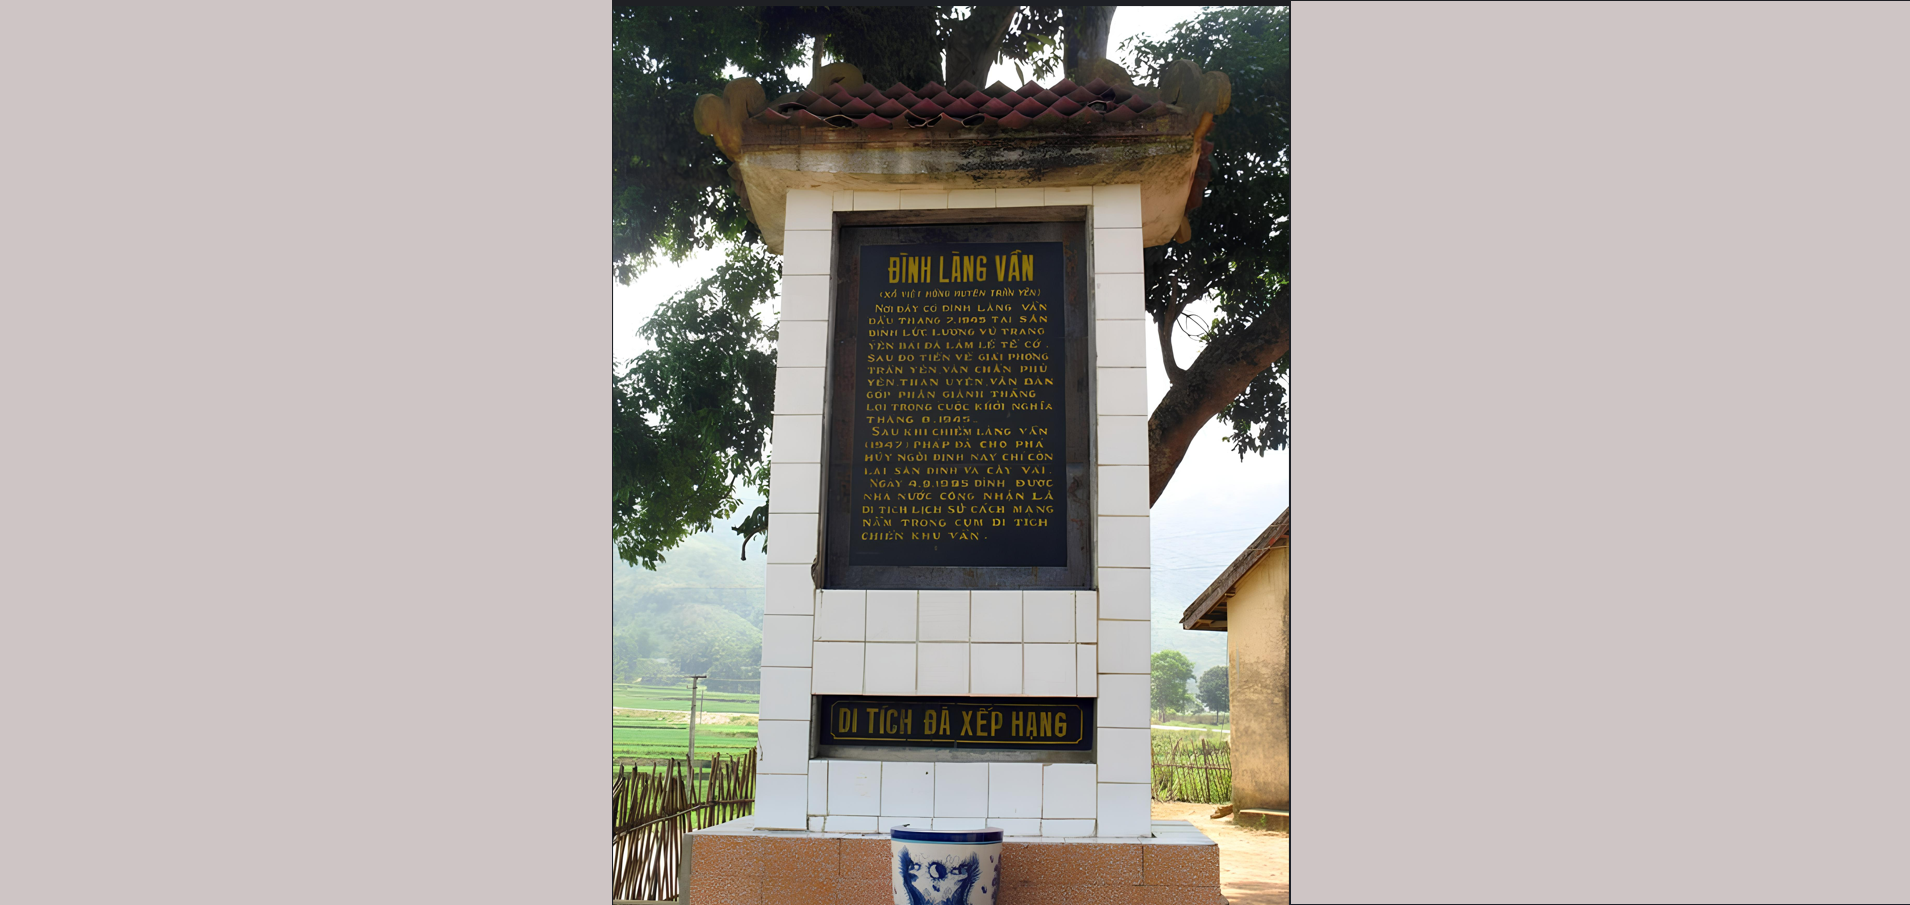 ĐÌNH LÀNG VẦN
(XÃ VIỆT HỒNG HUYỆN TRẤN YÊN)
NƠI ĐÂY CÓ ĐÌNH LÀNG VẦN
ĐẦU THÁNG 7.1945 TẠI SÂN
ĐÌNH LỰC LƯỢNG VŨ TRANG
YÊN BÁI ĐÃ LÀM LỄ TẾ CỜ.
SAU ĐÓ TIẾN VỀ GIẢI PHÓNG
TRẤN YÊN, VĂN CHẤN PHÙ
YÊN, THAN UYÊN, VĂN BÀN
GÓP PHẦN GIÀNH THẮNG
LỢI TRONG CUỘC KHỞI NGHĨA
THÁNG 8.1945.
SAU KHI CHIẾM LÀNG VẦN
(1947) PHÁP ĐÃ CHO PHÁ
HỦY NGÔI ĐÌNH NAY CHỈ CÒN
LẠI SÂN ĐÌNH VÀ CÂY VẢI.
NGÀY 4.9.1995 ĐÌNH ĐƯỢC
NHÀ NƯỚC CÔNG NHẬN LÀ
DI TÍCH LỊCH SỬ CÁCH MẠNG
NẰM TRONG CỤM DI TÍCH
CHIẾN KHU VẦN.
DI TÍCH ĐÃ XẾP HẠNG